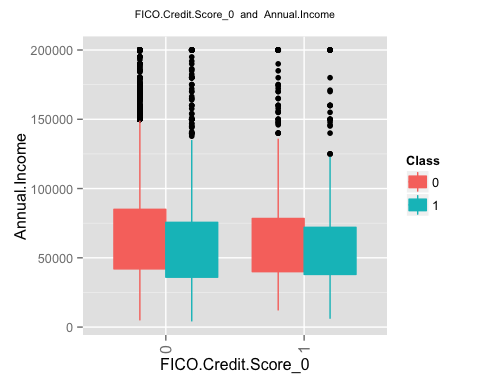 FICO.Credit.Score_0 and Annual.Income
200000
150000
100000
50000
0
Annual.Income
0
1
FICO.Credit.Score_0
Class
0
1